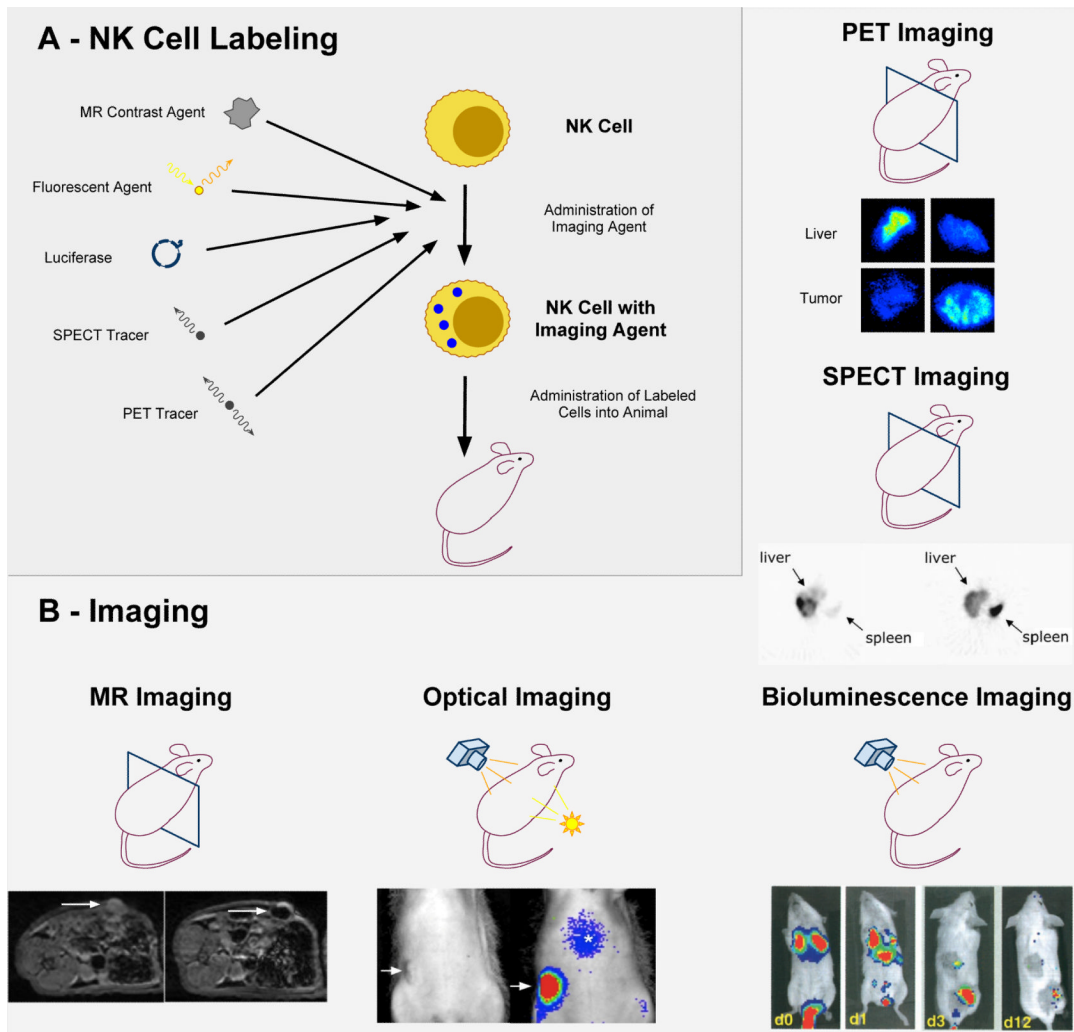 A - NK Cell Labeling
MR Contrast Agent
Fluorescent Agent
Luciferase
SPECT Tracer
PET Tracer
NK Cell
Administration of
Imaging Agent
NK Cell with
Imaging Agent
Administration of Labeled
Cells into Animal
PET Imaging
Liver
Tumor
SPECT Imaging
liver
spleen
liver
spleen
B - Imaging
MR Imaging
Optical Imaging
*
Bioluminescence Imaging
d0
d1
d3
d12